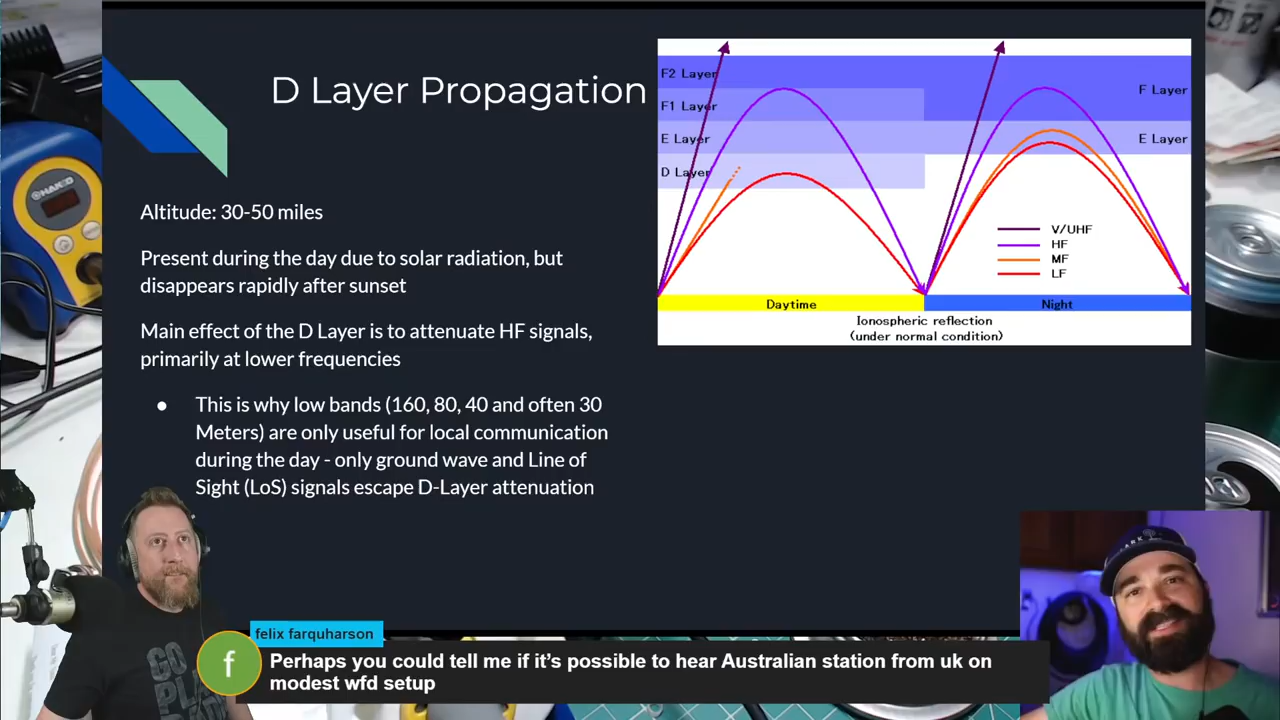 D Layer Propagation
Altitude: 30-50 miles
Present during the day due to solar radiation, but
disappears rapidly after sunset
Main effect of the D Layer is to attenuate HF signals,
primarily at lower frequencies
● This is why low bands (160, 80, 40 and often 30
Meters) are only useful for local communication
during the day - only ground wave and Line of
Sight (LoS) signals escape D-Layer attenuation
F2 Layer
F1 Layer
E Layer
D Layer
F Layer
E Layer
V/UHF
HF
MF
LF
Daytime
Night
Ionospheric reflection
(under normal condition)
HAKKO
GO
felix farquharson
f
Perhaps you could tell me if it's possible to hear Australian station from uk on
modest wfd setup